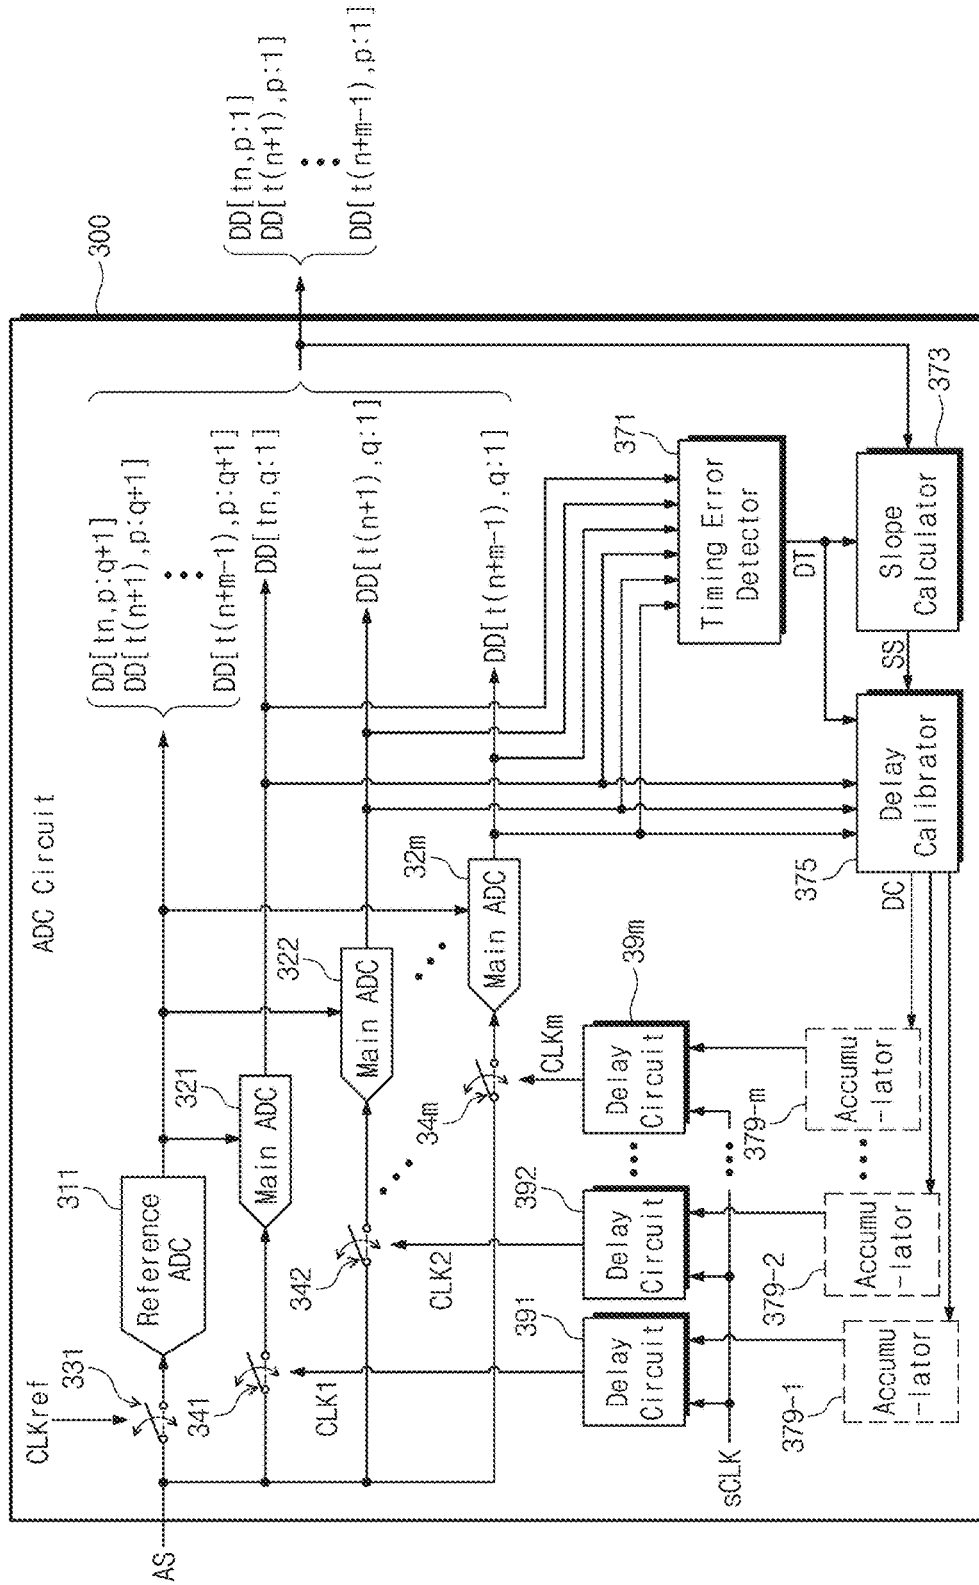 ADC Circuit
300
AS
CLKref
331
311
Reference
ADC
DD[tn,p:q+1]
DD[t(n+1),p:q+1]
DD[t(n+m-1),p:q+1]
DD[tn,p:1]
DD[t(n+1),p:1]
DD[t(n+m-1),p:1]
341
321
Main ADC
DD[tn,q:1]
342
322
Main ADC
DD[t(n+1),q:1]
34m
32m
Main ADC
DD[t(n+m-1),q:1]
CLK1
CLK2
CLKm
391
Delay
Circuit
392
Delay
Circuit
39m
Delay
Circuit
371
Timing Error
Detector
sCLK
DT
379-1
Accumu
-lator
379-2
Accumu
-lator
379-m
Accumu
-lator
DC
375
Delay
Calibrator
SS
373
Slope
Calculator